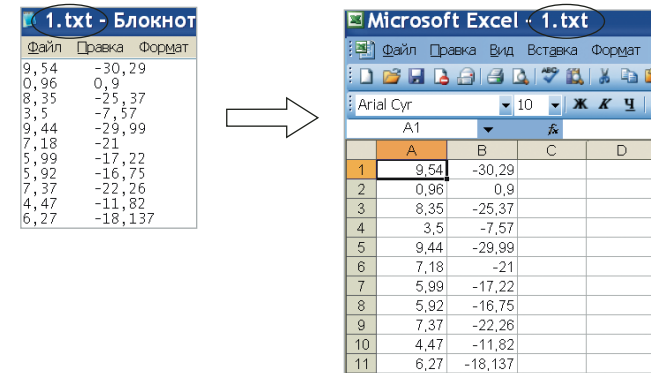 1.txt - Блокнот
Файл Правка Формат
9,54 -30,29
0,96 0,9
8,35 -25,37
3,5 -7,57
9,44 -29,99
7,18 -21
5,99 -17,22
5,92 -16,75
7,37 -22,26
4,47 -11,82
6,27 -18,137
Microsoft Excel - 1.txt
Файл Правка Вид Вставка Формат
Arial Cyr 10 Ж К Ч
A1 fx
A B C D
1 9,54 -30,29
2 0,96 0,9
3 8,35 -25,37
4 3,5 -7,57
5 9,44 -29,99
6 7,18 -21
7 5,99 -17,22
8 5,92 -16,75
9 7,37 -22,26
10 4,47 -11,82
11 6,27 -18,137